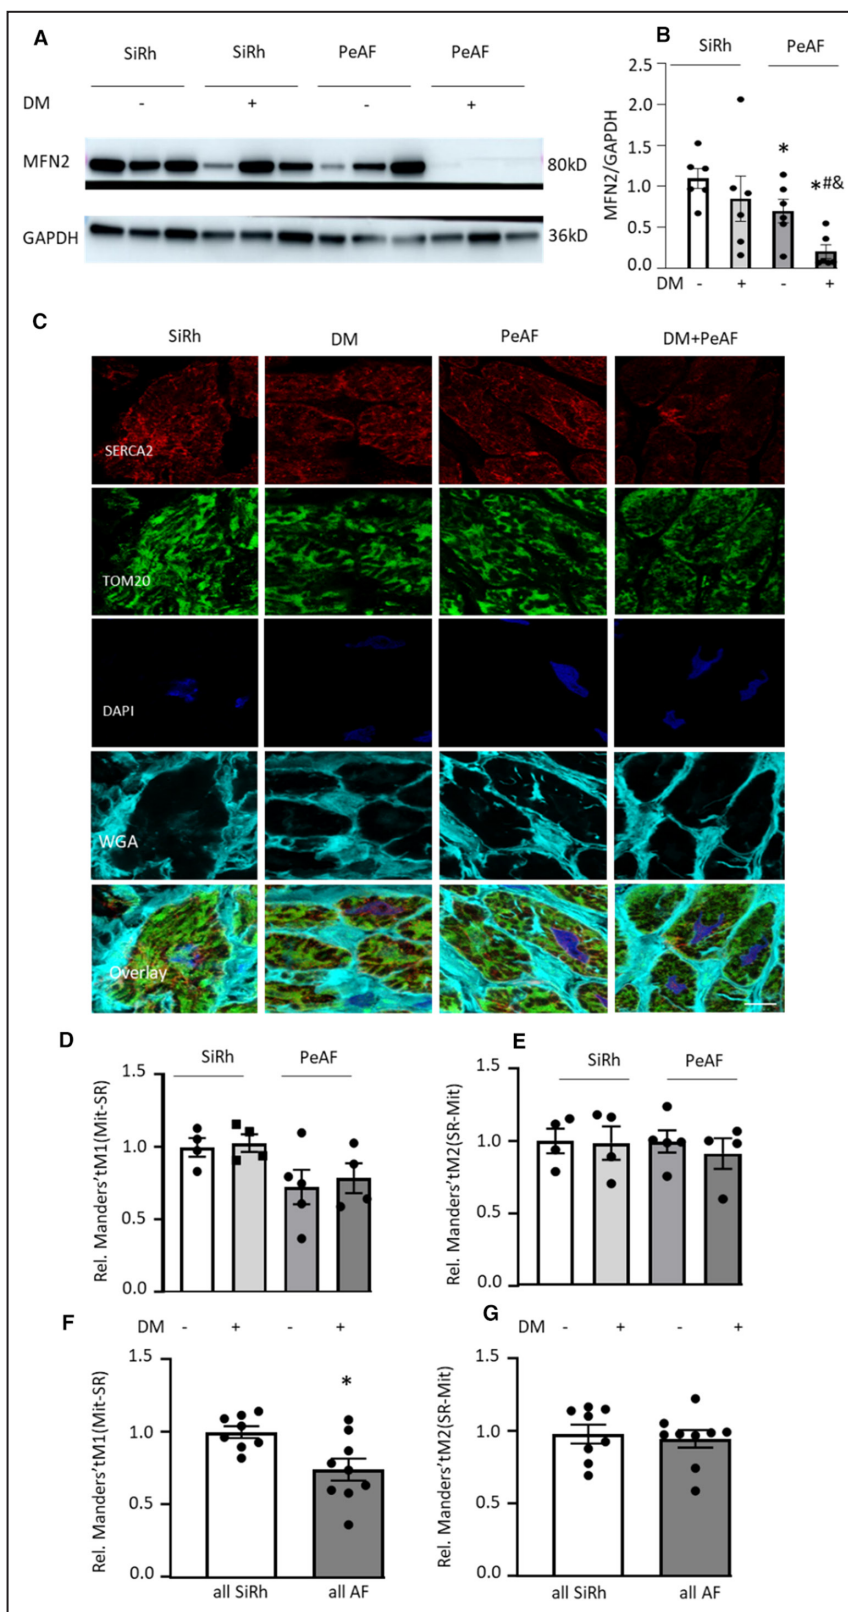 A
SiRh SiRh PeAF PeAF
DM - + - +
MFN2 80kD
GAPDH 36kD
B
SiRh PeAF
MFN2/GAPDH
2.5
2.0
1.5
1.0
0.5
0.0
*
*#&
DM - + - +
C
SiRh DM PeAF DM+PeAF
SERCA2
TOM20
DAPI
WGA
Overlay
D
SiRh PeAF
Rel. Manders'tM1(Mit-SR)
1.5
1.0
0.5
0.0
DM - + - +
E
SiRh PeAF
Rel. Manders'tM2(SR-Mit)
1.5
1.0
0.5
0.0
DM - + - +
F
Rel. Manders'tM1(Mit-SR)
1.5
1.0
0.5
0.0
*
all SiRh all AF
G
Rel. Manders'tM2(SR-Mit)
1.5
1.0
0.5
0.0
all SiRh all AF